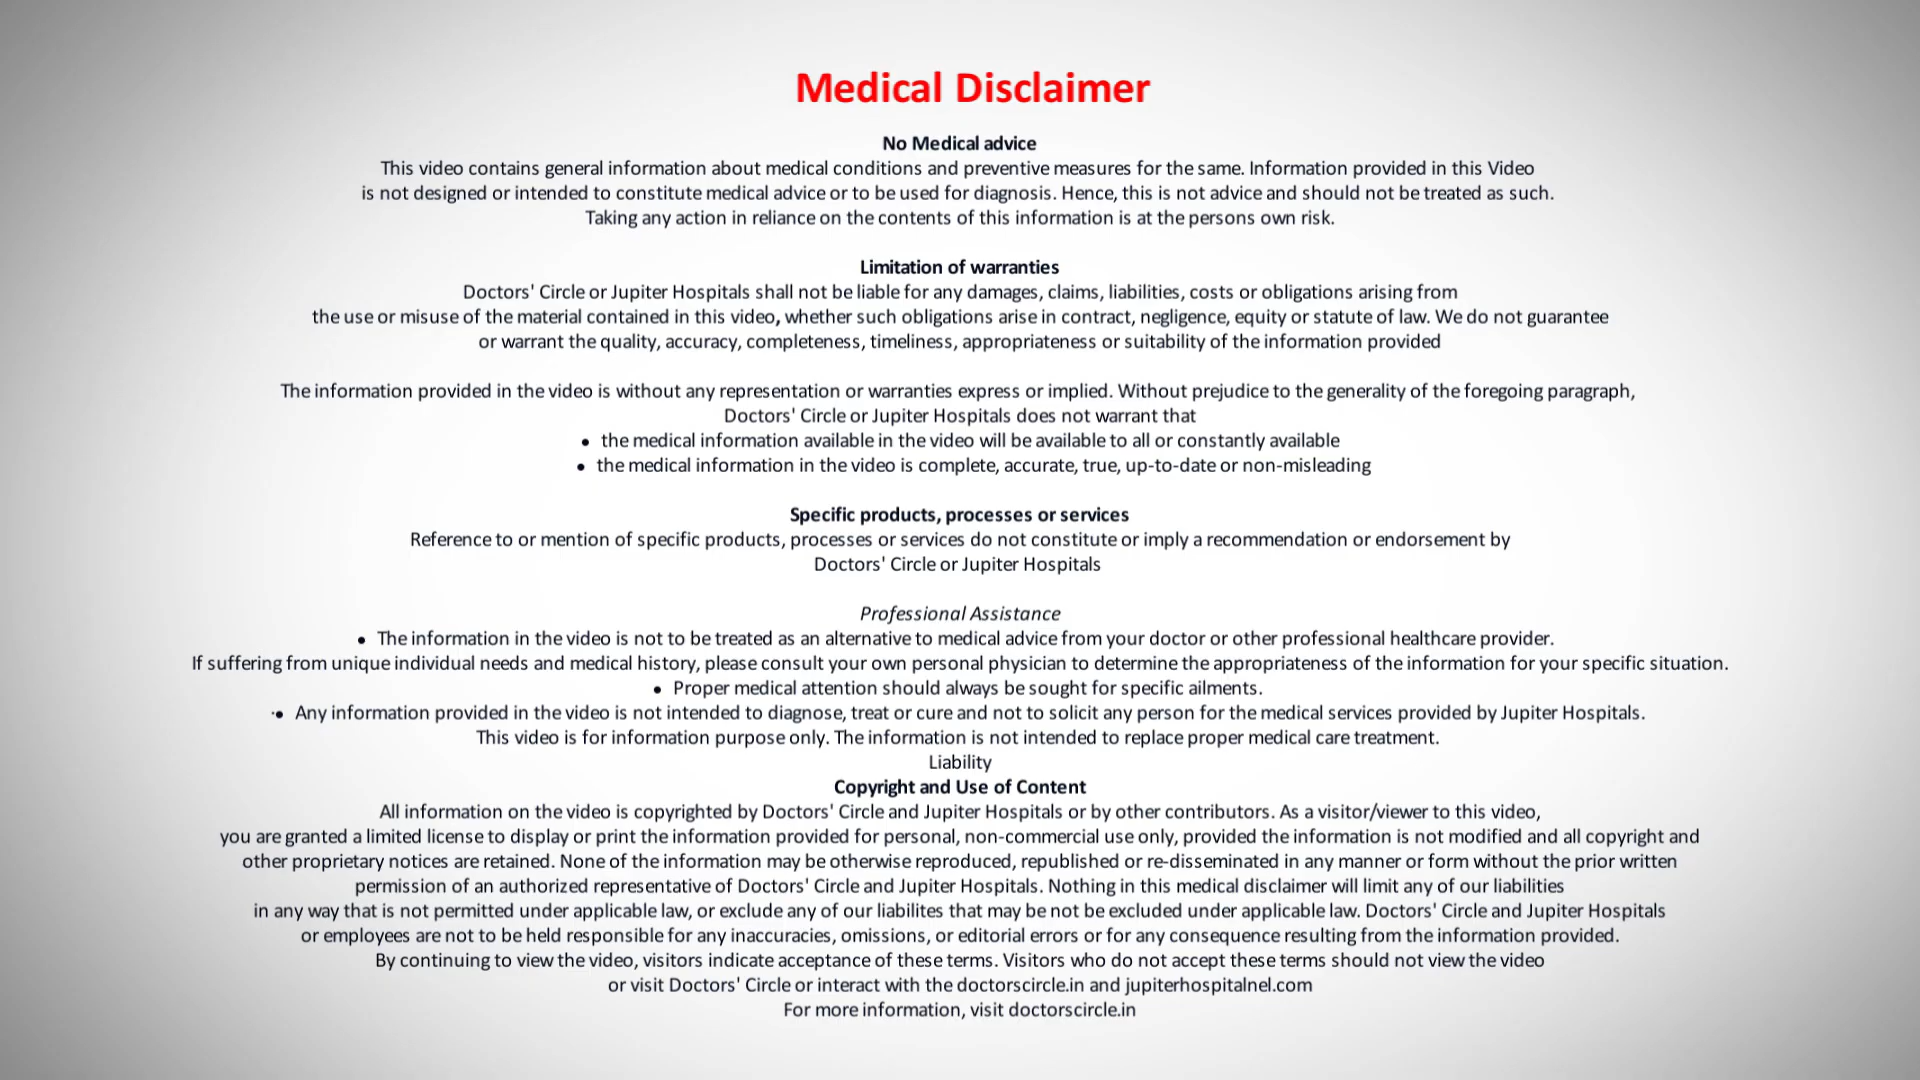 Medical Disclaimer
No Medical advice
This video contains general information about medical conditions and preventive measures for the same. Information provided in this Video
is not designed or intended to constitute medical advice or to be used for diagnosis. Hence, this is not advice and should not be treated as such.
Taking any action in reliance on the contents of this information is at the persons own risk.
Limitation of warranties
Doctors' Circle or Jupiter Hospitals shall not be liable for any damages, claims, liabilities, costs or obligations arising from
the use or misuse of the material contained in this video, whether such obligations arise in contract, negligence, equity or statute of law. We do not guarantee
or warrant the quality, accuracy, completeness, timeliness, appropriateness or suitability of the information provided
The information provided in the video is without any representation or warranties express or implied. Without prejudice to the generality of the foregoing paragraph,
Doctors' Circle or Jupiter Hospitals does not warrant that
• the medical information available in the video will be available to all or constantly available
• the medical information in the video is complete, accurate, true, up-to-date or non-misleading
Specific products, processes or services
Reference to or mention of specific products, processes or services do not constitute or imply a recommendation or endorsement by
Doctors' Circle or Jupiter Hospitals
Professional Assistance
• The information in the video is not to be treated as an alternative to medical advice from your doctor or other professional healthcare provider.
If suffering from unique individual needs and medical history, please consult your own personal physician to determine the appropriateness of the information for your specific situation.
• Proper medical attention should always be sought for specific ailments.
·• Any information provided in the video is not intended to diagnose, treat or cure and not to solicit any person for the medical services provided by Jupiter Hospitals.
This video is for information purpose only. The information is not intended to replace proper medical care treatment.
Liability
Copyright and Use of Content
All information on the video is copyrighted by Doctors' Circle and Jupiter Hospitals or by other contributors. As a visitor/viewer to this video,
you are granted a limited license to display or print the information provided for personal, non-commercial use only, provided the information is not modified and all copyright and
other proprietary notices are retained. None of the information may be otherwise reproduced, republished or re-disseminated in any manner or form without the prior written
permission of an authorized representative of Doctors' Circle and Jupiter Hospitals. Nothing in this medical disclaimer will limit any of our liabilities
in any way that is not permitted under applicable law, or exclude any of our liabilites that may be not be excluded under applicable law. Doctors' Circle and Jupiter Hospitals
or employees are not to be held responsible for any inaccuracies, omissions, or editorial errors or for any consequence resulting from the information provided.
By continuing to view the video, visitors indicate acceptance of these terms. Visitors who do not accept these terms should not view the video
or visit Doctors' Circle or interact with the doctorscircle.in and jupiterhospitalnel.com
For more information, visit doctorscircle.in